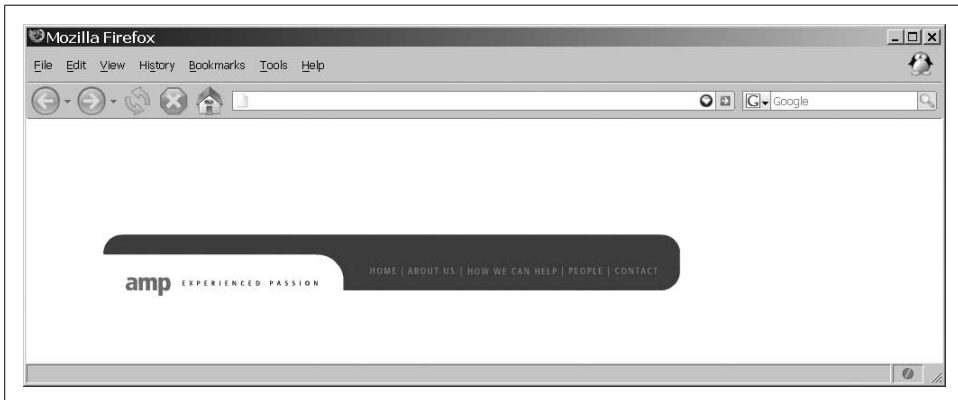 Mozilla Firefox
File Edit View History Bookmarks Tools Help
G Google
HOME | ABOUT US | HOW WE CAN HELP | PEOPLE | CONTACT
amp EXPERIENCED PASSION